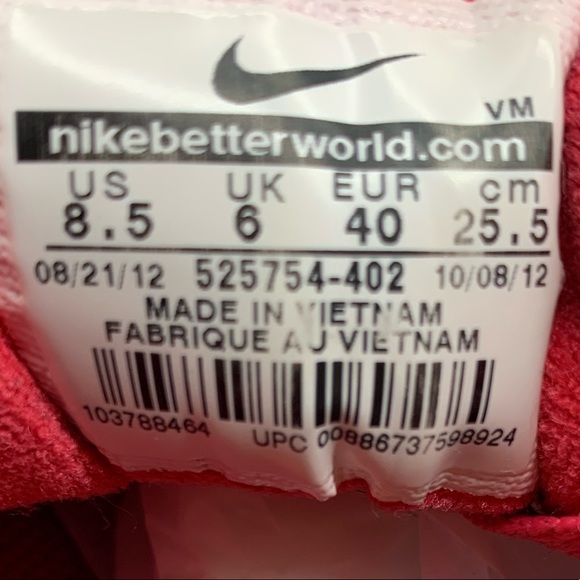 VM
nikebetterworld.com
US UK EUR cm
8.5 6 40 25.5
08/21/12 525754-402 10/08/12
MADE IN VIETNAM
FABRIQUE AU VIETNAM
103788464 UPC 00886737598924